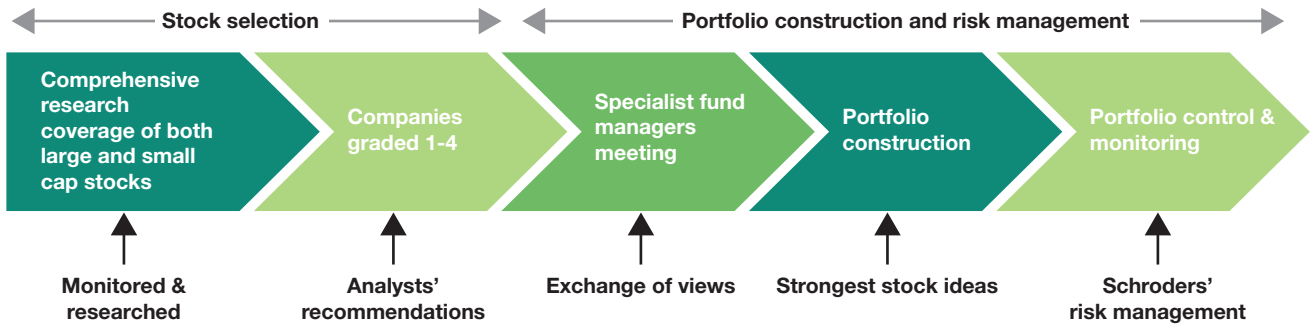 Stock selection
Portfolio construction and risk management
Comprehensive
research
coverage of both
large and small
cap stocks
Companies
graded 1-4
Specialist fund
managers
meeting
Portfolio
construction
Portfolio control &
monitoring
Monitored &
researched
Analysts’
recommendations
Exchange of views
Strongest stock ideas
Schroders’
risk management